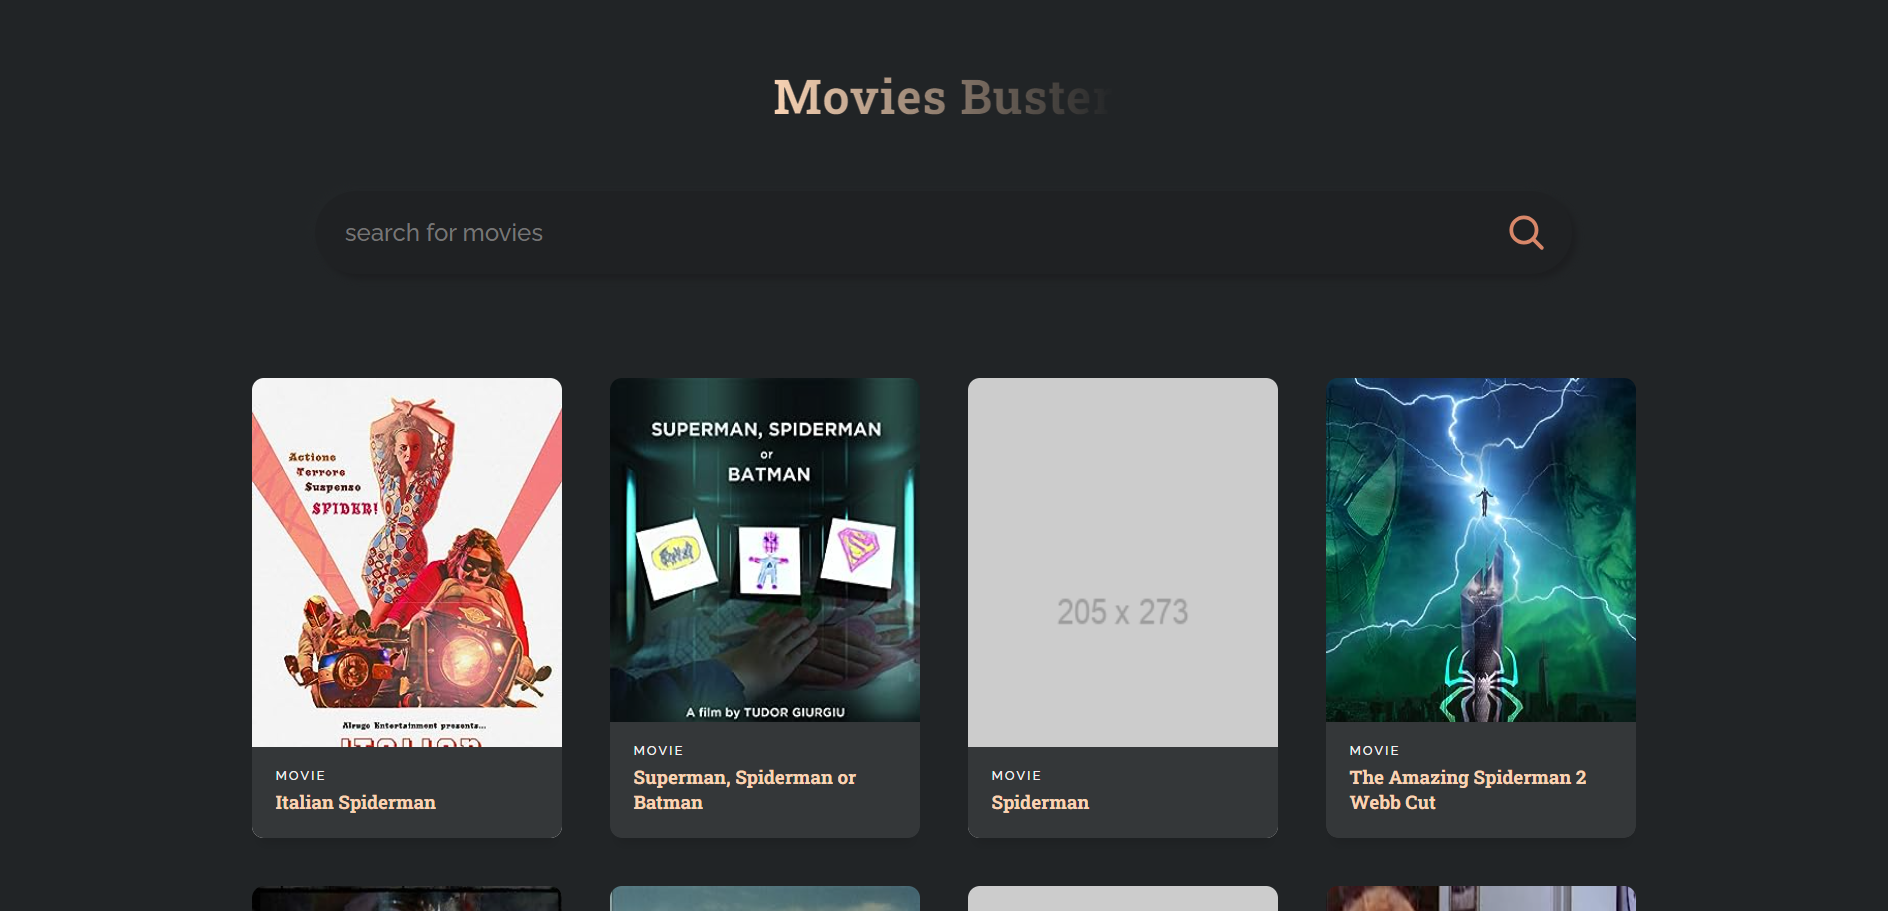 Movies Buster
search for movies
Actione
Terrore
Suspenso
SPIDER!
Alrugo Entertainment presents...
ITALIAN
MOVIE
Italian Spiderman
SUPERMAN, SPIDERMAN
or
BATMAN
A film by TUDOR GIURGIU
MOVIE
Superman, Spiderman or
Batman
205 x 273
MOVIE
Spiderman
MOVIE
The Amazing Spiderman 2
Webb Cut